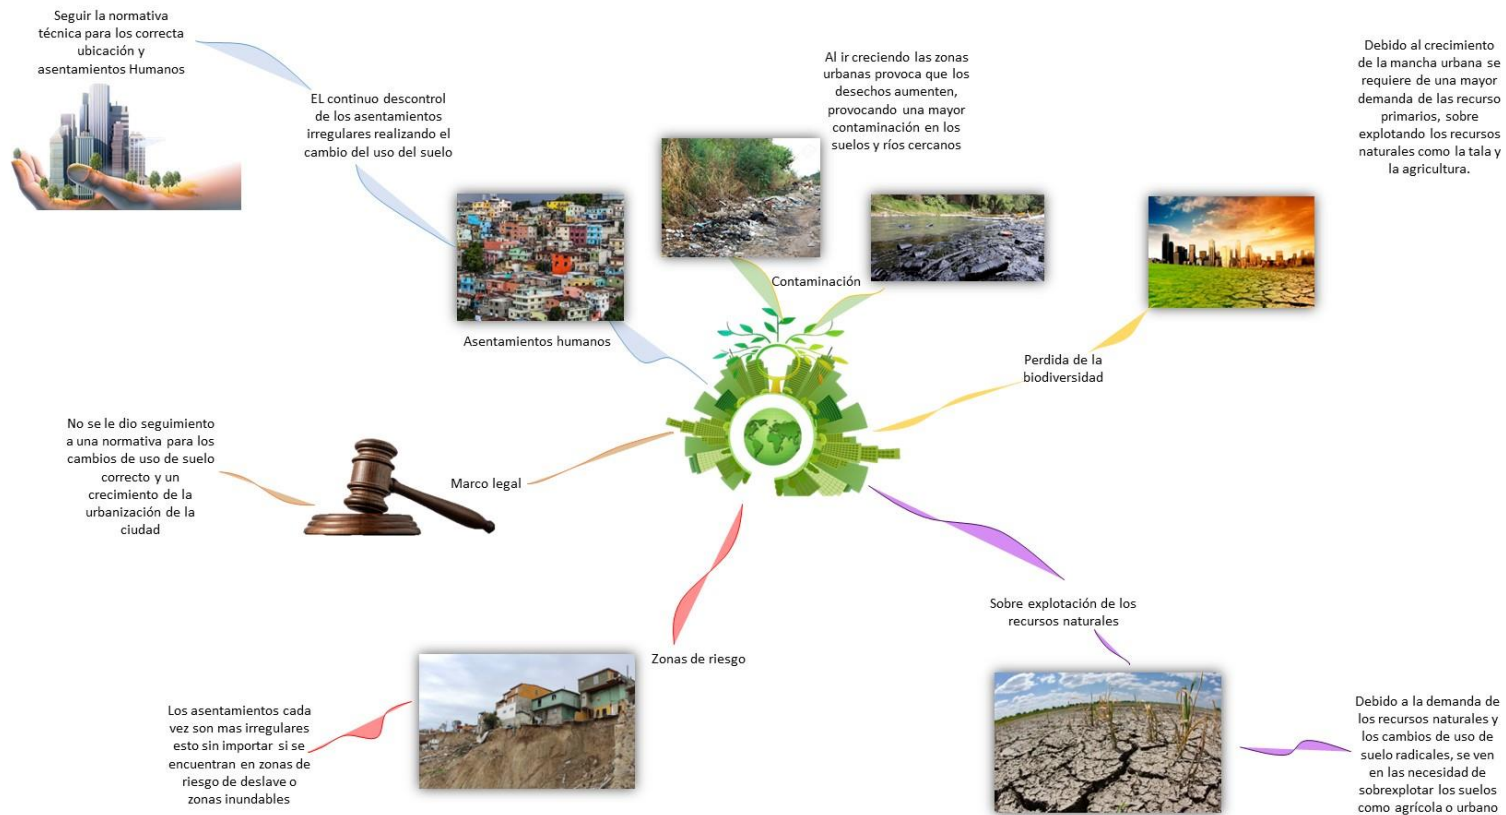 Seguir la normativa
técnica para los correcta
ubicación y
asentamientos Humanos
EL continuo descontrol
de los asentamientos
irregulares realizando el
cambio del uso del suelo
Asentamientos humanos
Al ir creciendo las zonas
urbanas provoca que los
desechos aumenten,
provocando una mayor
contaminación en los
suelos y ríos cercanos
Contaminación
Debido al crecimiento
de la mancha urbana se
requiere de una mayor
demanda de las recurso
primarios, sobre
explotando los recursos
naturales como la tala y
la agricultura.
Perdida de la
biodiversidad
No se le dio seguimiento
a una normativa para los
cambios de uso de suelo
correcto y un
crecimiento de la
urbanización de la
ciudad
Marco legal
Sobre explotación de los
recursos naturales
Zonas de riesgo
Los asentamientos cada
vez son mas irregulares
esto sin importar si se
encuentran en zonas de
riesgo de deslave o
zonas inundables
Debido a la demanda de
los recursos naturales y
los cambios de uso de
suelo radicales, se ven
en las necesidad de
sobrexplotar los suelos
como agrícola o urbano